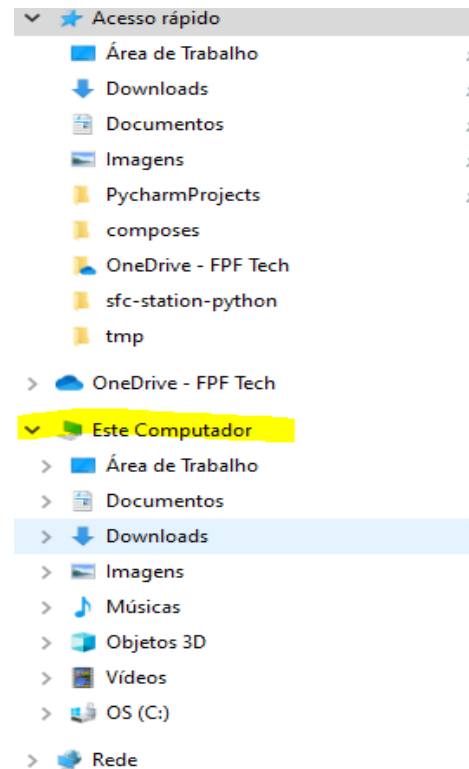 Acesso rápido
Área de Trabalho
Downloads
Documentos
Imagens
PycharmProjects
composes
OneDrive - FPF Tech
sfc-station-python
tmp
OneDrive - FPF Tech
Este Computador
Área de Trabalho
Documentos
Downloads
Imagens
Músicas
Objetos 3D
Vídeos
OS (C:)
Rede